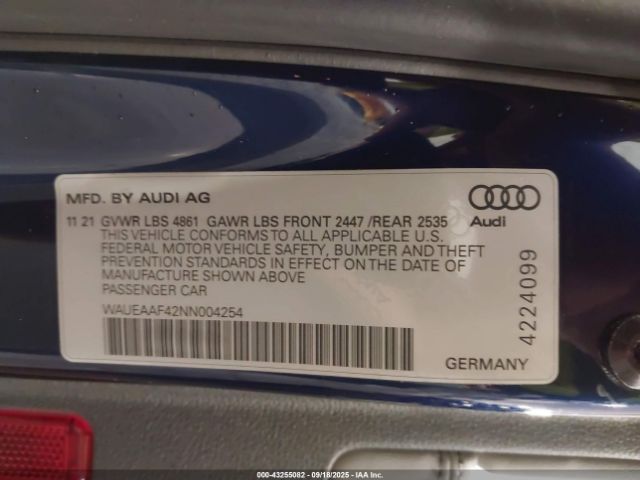 MFD. BY AUDI AG
11 21 GVWR LBS 4861 GAWR LBS FRONT 2447 /REAR 2535
Audi
THIS VEHICLE CONFORMS TO ALL APPLICABLE U.S.
FEDERAL MOTOR VEHICLE SAFETY, BUMPER AND THEFT
PREVENTION STANDARDS IN EFFECT ON THE DATE OF
MANUFACTURE SHOWN ABOVE
PASSENGER CAR
WAUEAAF42NN004254
4224099
GERMANY
000-43255082 - 09/18/2025 - IAA Inc.